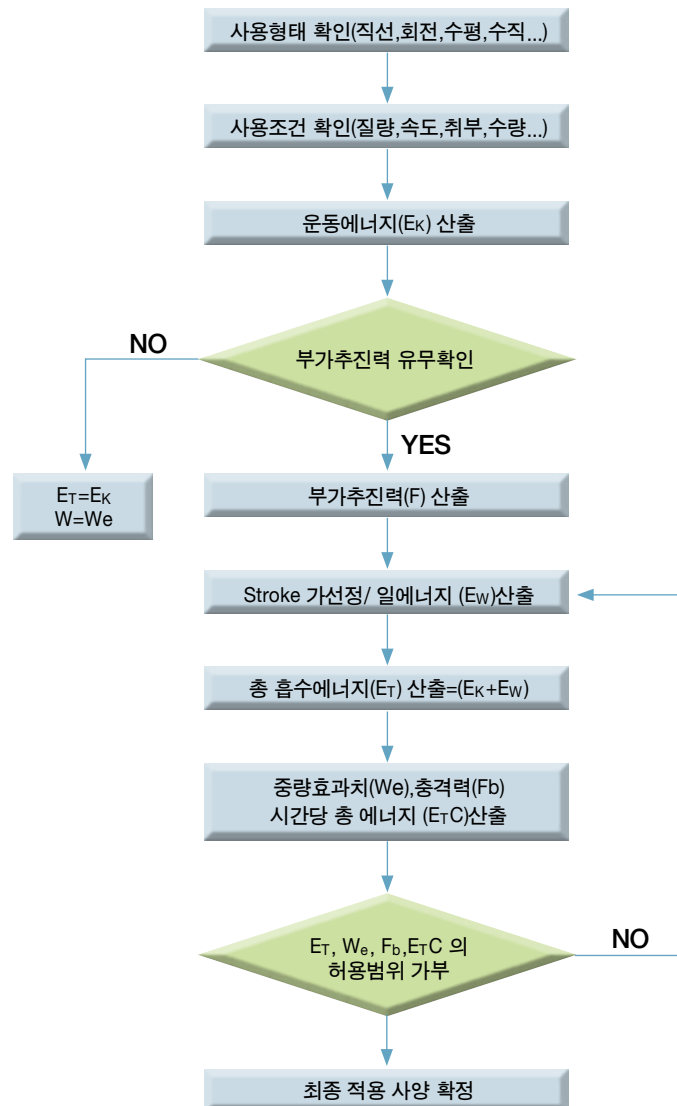 사용형태 확인(직선,회전,수평,수직...)
사용조건 확인(질량,속도,취부,수량...)
운동에너지(EK) 산출
NO
부가추진력 유무확인
YES
ET=EK
W=We
부가추진력(F) 산출
Stroke 가선정/ 일에너지 (EW)산출
총 흡수에너지(ET) 산출=(EK+EW)
중량효과치(We),충격력(Fb)
시간당 총 에너지 (ETC)산출
ET, We, Fb,ETC 의
허용범위 가부
NO
최종 적용 사양 확정